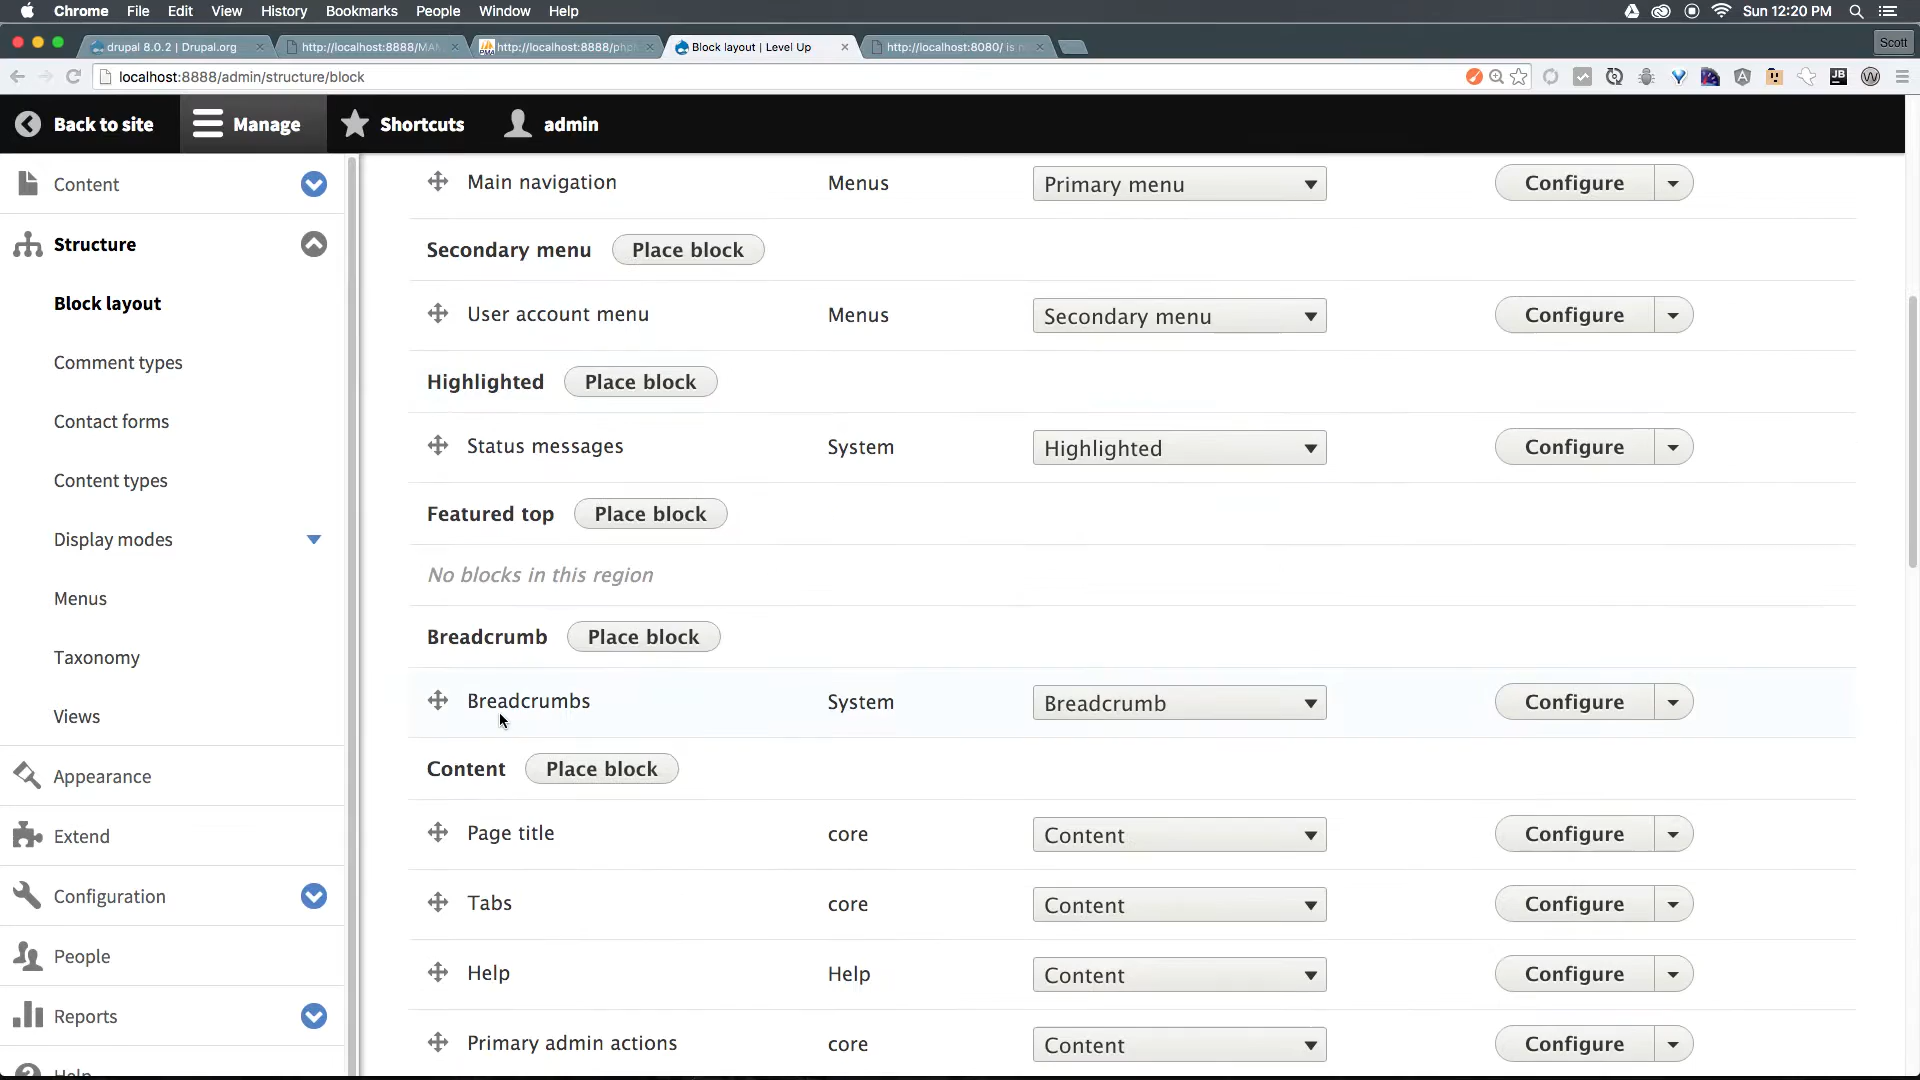 Chrome File Edit View History Bookmarks People Window Help Sun 12:20 PM
drupal 8.0.2 | Drupal.org http://localhost:8888/MA http://localhost:8888/php Block layout | Level Up http://localhost:8080/ is n Scott
localhost:8888/admin/structure/block
Back to site Manage Shortcuts admin
Content
Structure
Block layout
Comment types
Contact forms
Content types
Display modes
Menus
Taxonomy
Views
Appearance
Extend
Configuration
People
Reports
Help
Main navigation Menus Primary menu Configure
Secondary menu Place block
User account menu Menus Secondary menu Configure
Highlighted Place block
Status messages System Highlighted Configure
Featured top Place block
No blocks in this region
Breadcrumb Place block
Breadcrumbs System Breadcrumb Configure
Content Place block
Page title core Content Configure
Tabs core Content Configure
Help Help Content Configure
Primary admin actions core Content Configure